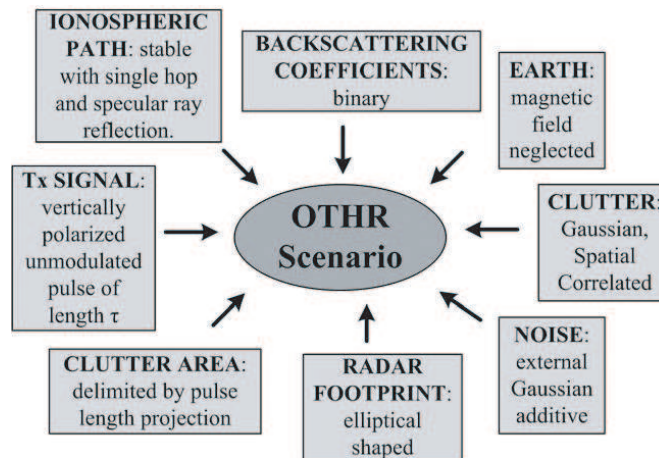 IONOSPHERIC
PATH: stable
with single hop
and specular ray
reflection.
BACKSCATTERING
COEFFICIENTS:
binary
EARTH:
magnetic
field
neglected
Tx SIGNAL:
vertically
polarized
unmodulated
pulse of
length τ
OTHR
Scenario
CLUTTER:
Gaussian,
Spatial
Correlated
CLUTTER AREA:
delimited by pulse
length projection
RADAR
FOOTPRINT:
elliptical
shaped
NOISE:
external
Gaussian
additive